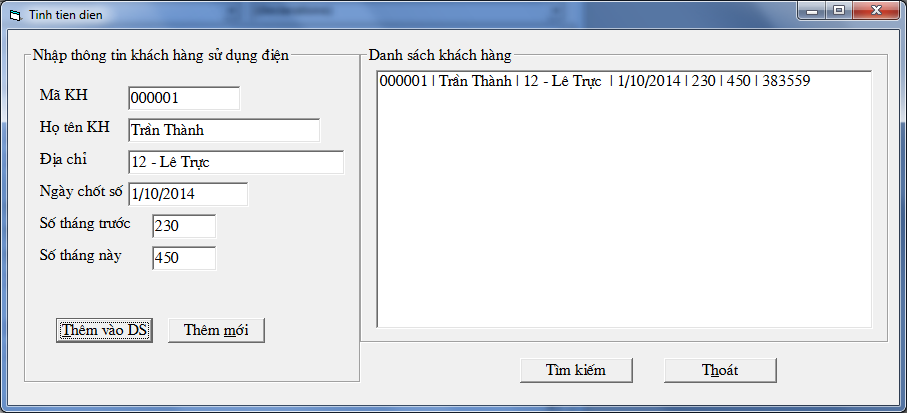 Tinh tien dien
Nhập thông tin khách hàng sử dụng điện
Mã KH
000001
Họ tên KH
Trần Thành
Địa chỉ
12 - Lê Trực
Ngày chốt số
1/10/2014
Số tháng trước
230
Số tháng này
450
Thêm vào DS
Thêm mới
Danh sách khách hàng
000001 | Trần Thành | 12 - Lê Trực | 1/10/2014 | 230 | 450 | 383559
Tìm kiếm
Thoát